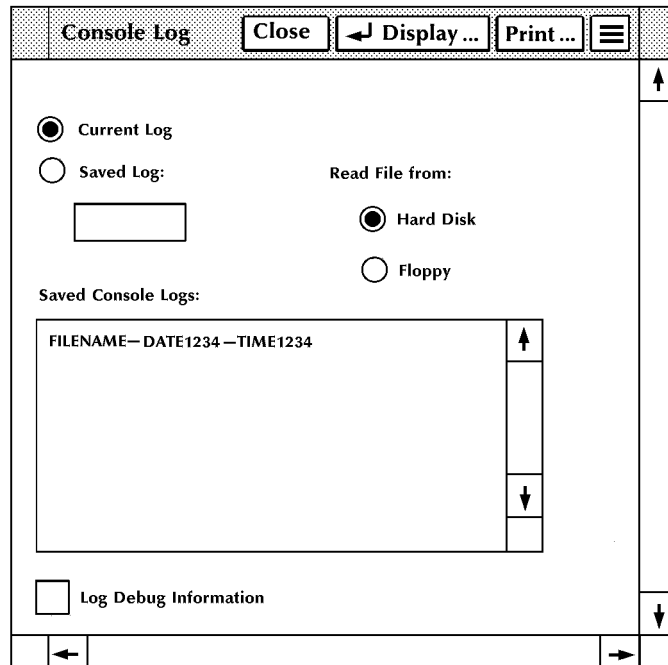 Console Log Close Display ... Print ...
Current Log
Saved Log:
Read File from:
Hard Disk
Floppy
Saved Console Logs:
FILENAME—DATE1234—TIME1234
Log Debug Information